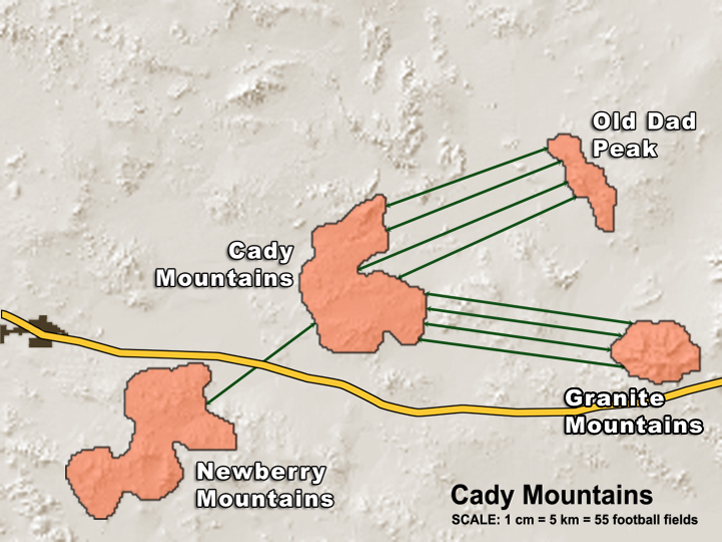 Old Dad
Peak
Cady
Mountains
Granite
Mountains
Newberry
Mountains
Cady Mountains
SCALE: 1 cm = 5 km = 55 football fields